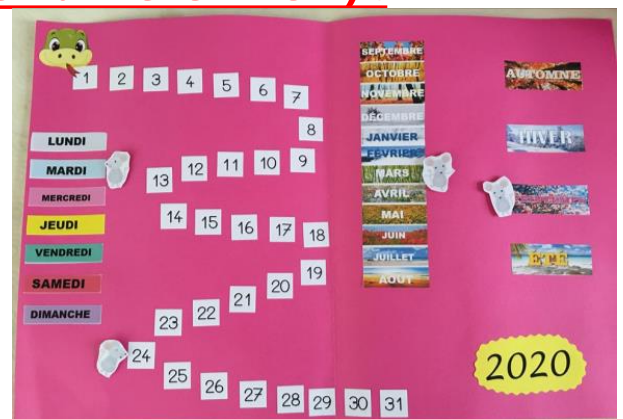 1 2 3 4 5 6 7
8
13 12 11 10 9
14 15 16 17 18
19
20
21
22
23
24
25 26 27 28 29 30 31
LUNDI
MARDI
MERCREDI
JEUDI
VENDREDI
SAMEDI
DIMANCHE
SEPTEMBRE
OCTOBRE
NOVEMBRE
DÉCEMBRE
JANVIER
FÉVRIER
MARS
AVRIL
MAI
JUIN
JUILLET
AOUT
AUTOMNE
HIVER
ETE
2020